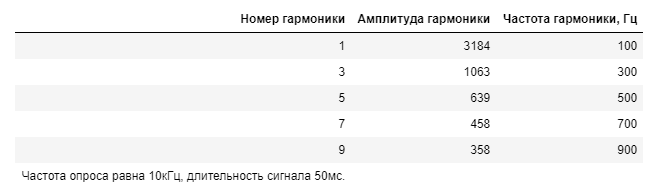 Номер гармоники Амплитуда гармоники Частота гармоники, Гц
1 3184 100
3 1063 300
5 639 500
7 458 700
9 358 900
Частота опроса равна 10кГц, длительность сигнала 50мс.